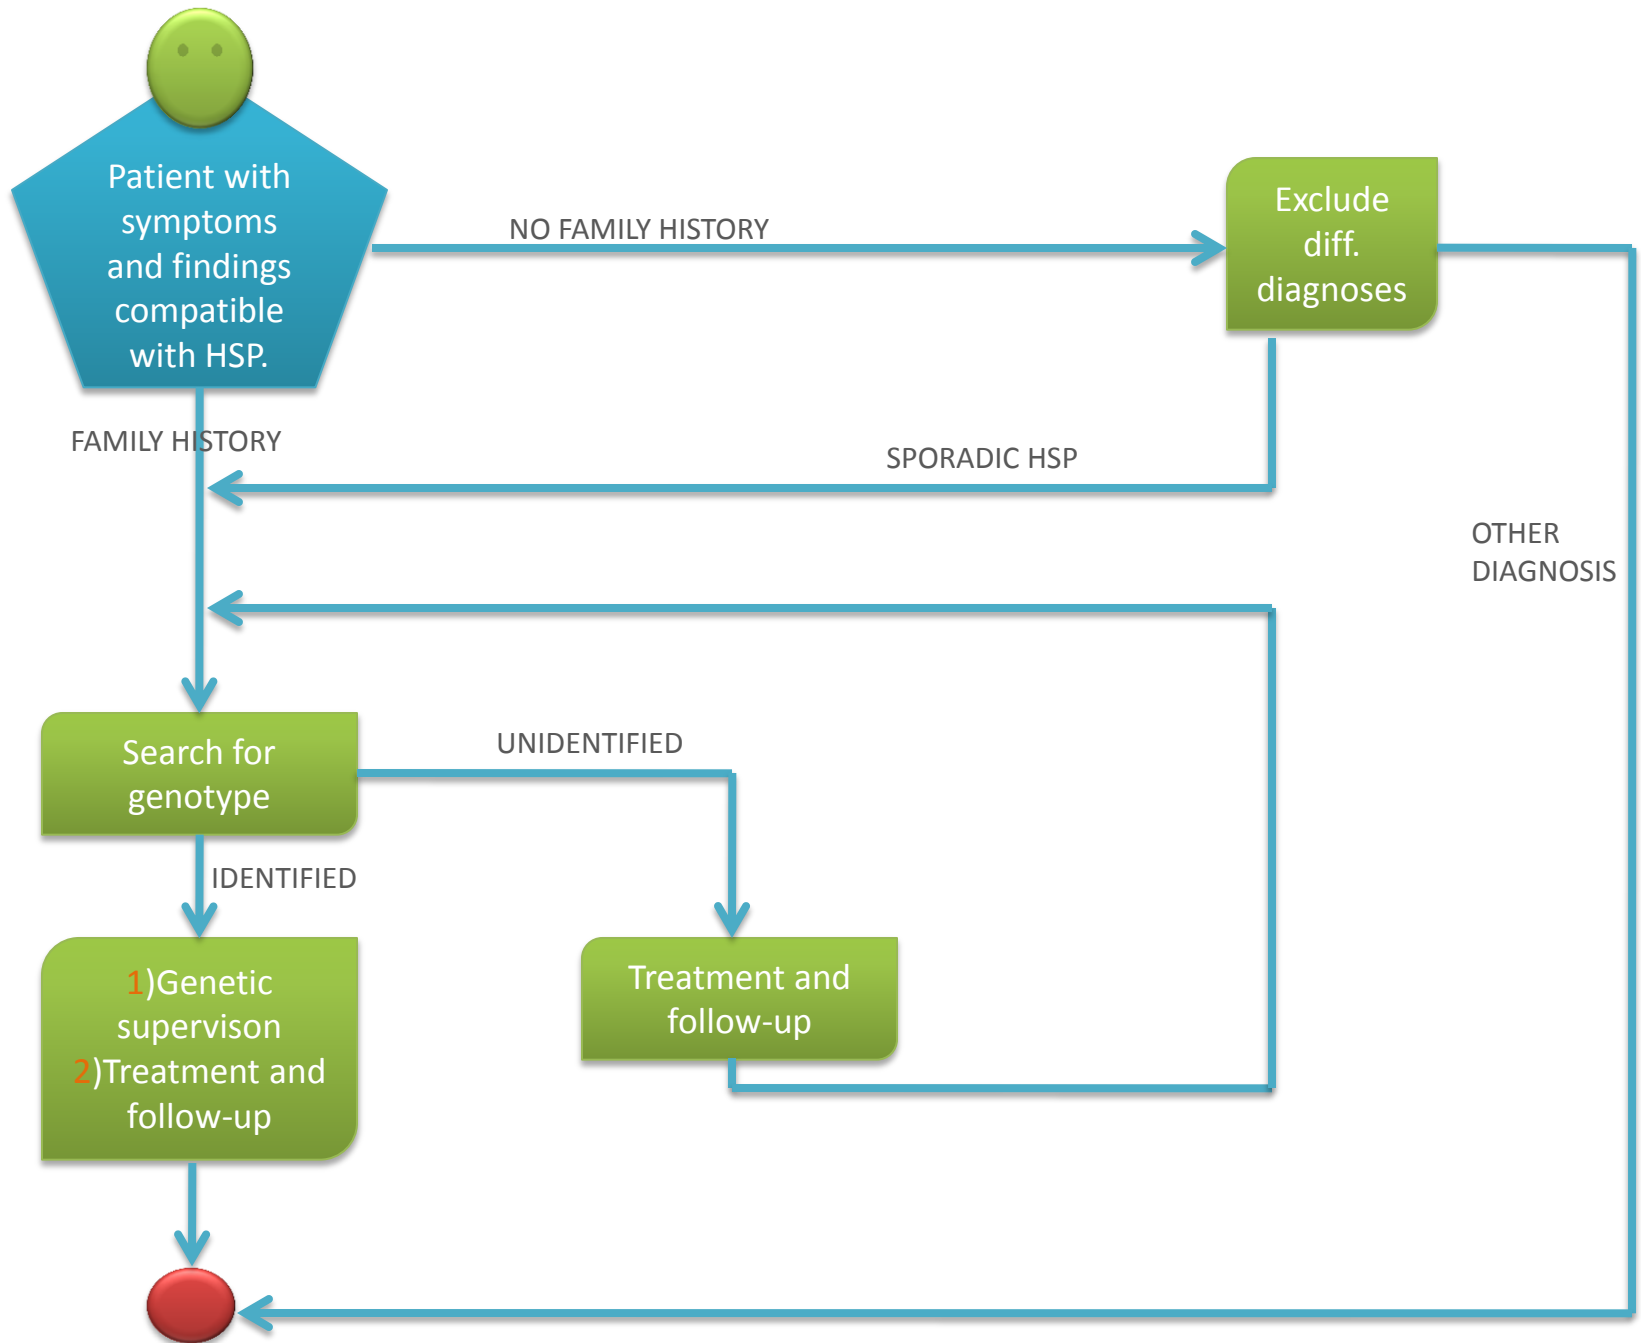 Patient with
symptoms
and findings
compatible
with HSP.
NO FAMILY HISTORY
Exclude
diff.
diagnoses
FAMILY HISTORY
SPORADIC HSP
OTHER
DIAGNOSIS
Search for
genotype
UNIDENTIFIED
IDENTIFIED
1)Genetic
supervison
2)Treatment and
follow-up
Treatment and
follow-up